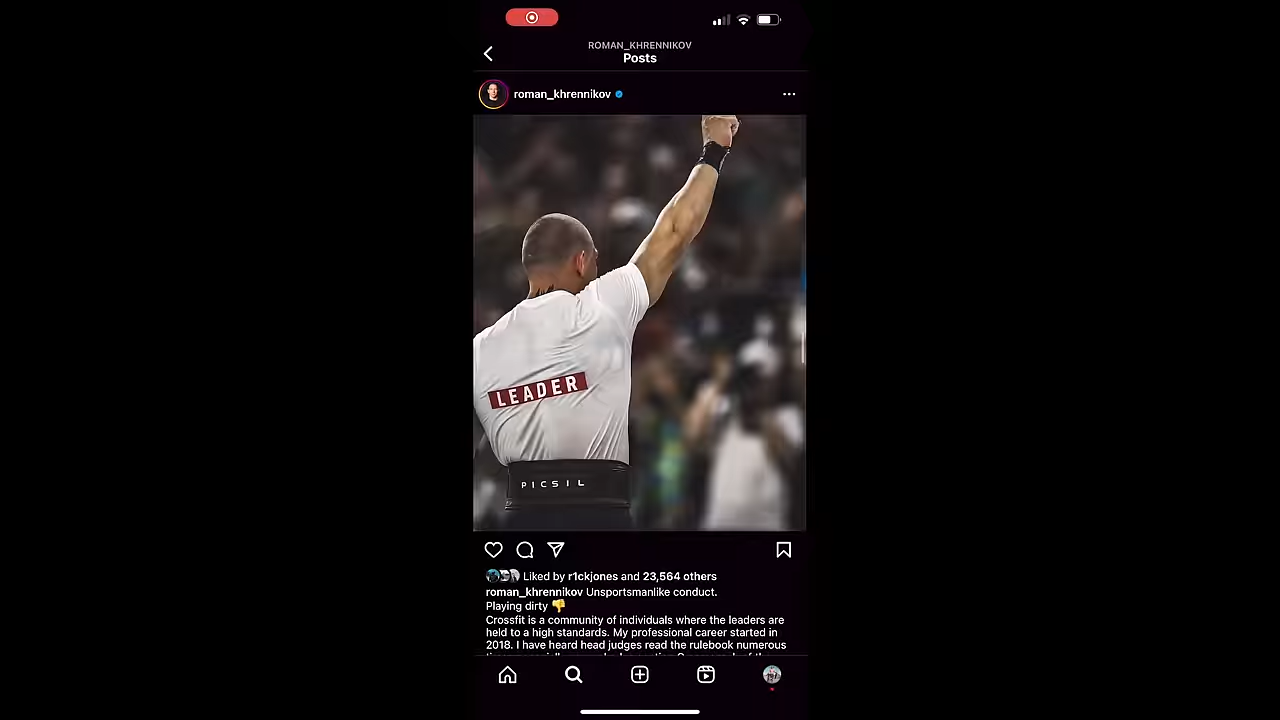 ROMAN_KHRENNIKOV
Posts
roman_khrennikov
LEADER
PICSIL
Liked by r1ckjones and 23,564 others
roman_khrennikov Unsportsmanlike conduct.
Playing dirty 👎
Crossfit is a community of individuals where the leaders are
held to a high standards. My professional career started in
2018. I have heard head judges read the rulebook numerous